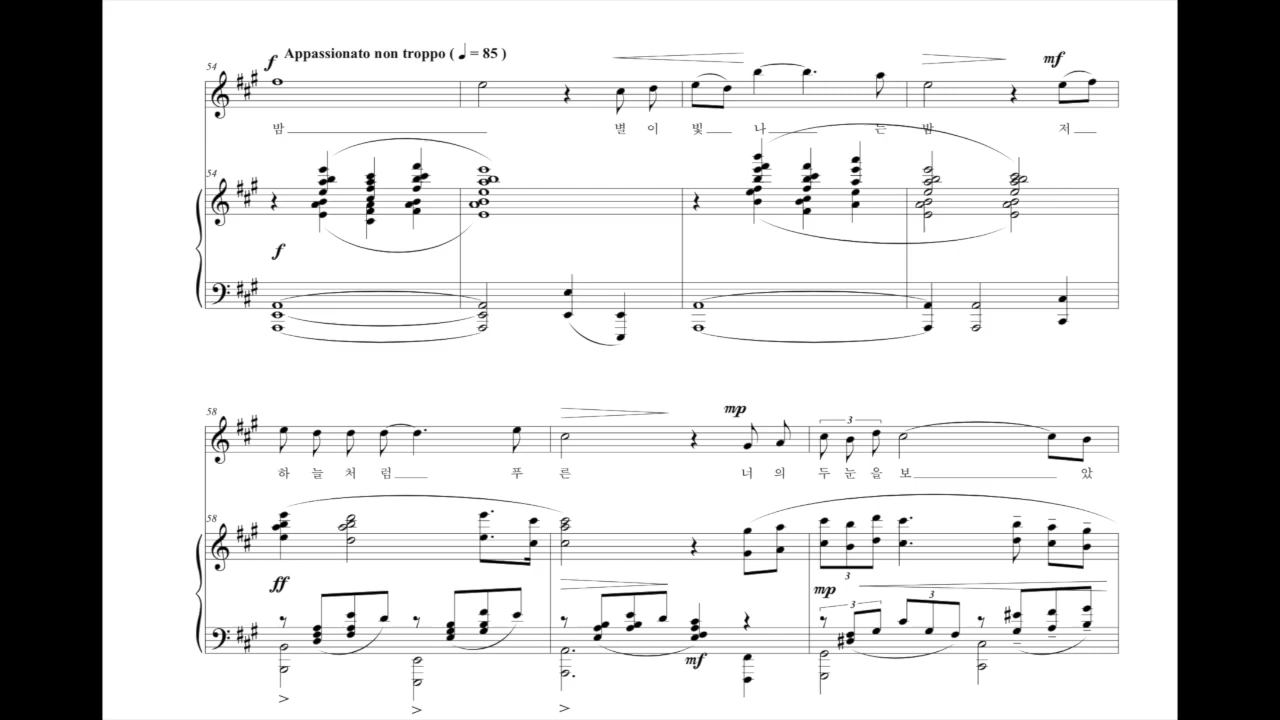 54
f Appassionato non troppo ( ♩ = 85 ) mf
밤 별 이 빛 나 는 밤 저
54
f
58
mp
3
하 늘 처 럼 푸 른 너 의 두 눈 을 보 았
58
ff
3
mp
3 3
mf